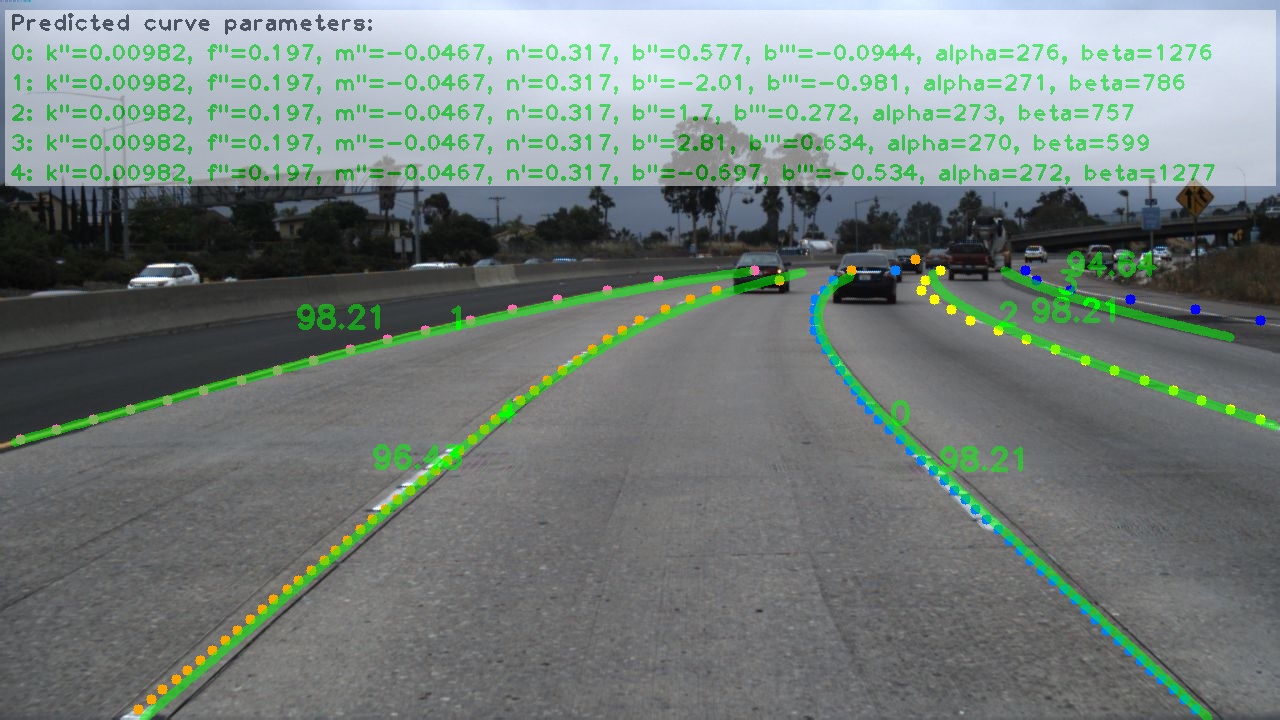 Predicted curve parameters:
0: k''=0.00982, f''=0.197, m''=-0.0467, n'=0.317, b''=0.577, b'''=-0.0944, alpha=276, beta=1276
1: k''=0.00982, f''=0.197, m''=-0.0467, n'=0.317, b''=-2.01, b'''=-0.981, alpha=271, beta=786
2: k''=0.00982, f''=0.197, m''=-0.0467, n'=0.317, b''=1.7, b'''=0.272, alpha=273, beta=757
3: k''=0.00982, f''=0.197, m''=-0.0467, n'=0.317, b''=2.81, b'''=0.634, alpha=270, beta=599
4: k''=0.00982, f''=0.197, m''=-0.0467, n'=0.317, b''=-0.697, b'''=-0.534, alpha=272, beta=1277
94.64
98.21 1
2 98.21
0
98.21